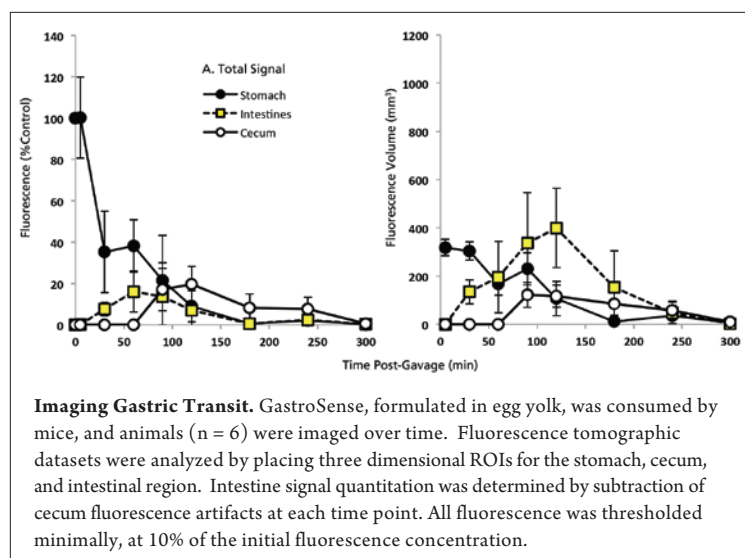 140
120
100
80
60
40
20
0
Fluorescence (%Control)
A. Total Signal
Stomach
Intestines
Cecum
0 50 100 150 200 250 300
1200
1000
800
600
400
200
0
Fluorescence Volume (mm³)
0 50 100 150 200 250 300
Time Post-Gavage (min)
Imaging Gastric Transit. GastroSense, formulated in egg yolk, was consumed by
mice, and animals (n = 6) were imaged over time. Fluorescence tomographic
datasets were analyzed by placing three dimensional ROIs for the stomach, cecum,
and intestinal region. Intestine signal quantitation was determined by subtraction of
cecum fluorescence artifacts at each time point. All fluorescence was thresholded
minimally, at 10% of the initial fluorescence concentration.